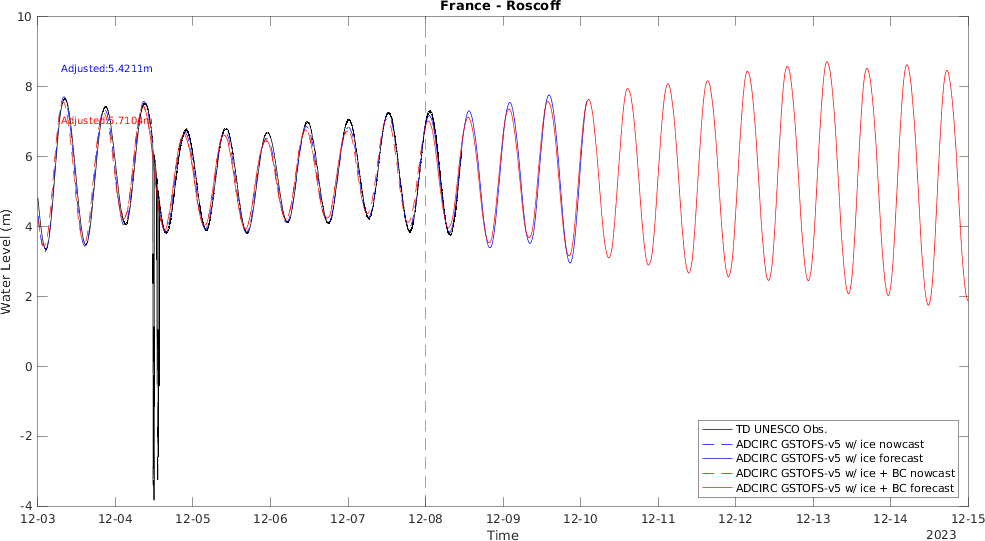 France - Roscoff
10
8
6
4
2
0
-2
-4
Water Level (m)
Adjusted:5.4211m
Adjusted:5.7104m
TD UNESCO Obs.
ADCIRC GSTOFS-v5 w/ ice nowcast
ADCIRC GSTOFS-v5 w/ ice forecast
ADCIRC GSTOFS-v5 w/ ice + BC nowcast
ADCIRC GSTOFS-v5 w/ ice + BC forecast
12-03 12-04 12-05 12-06 12-07 12-08 12-09 12-10 12-11 12-12 12-13 12-14 12-15
Time
2023